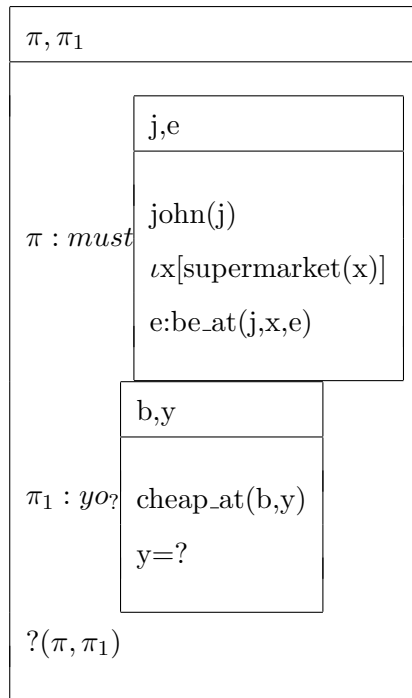 π, π₁
j,e
john(j)
π : must
ιx[supermarket(x)]
e:be_at(j,x,e)
b,y
π₁ : yo? cheap_at(b,y)
y=?
?(π, π₁)